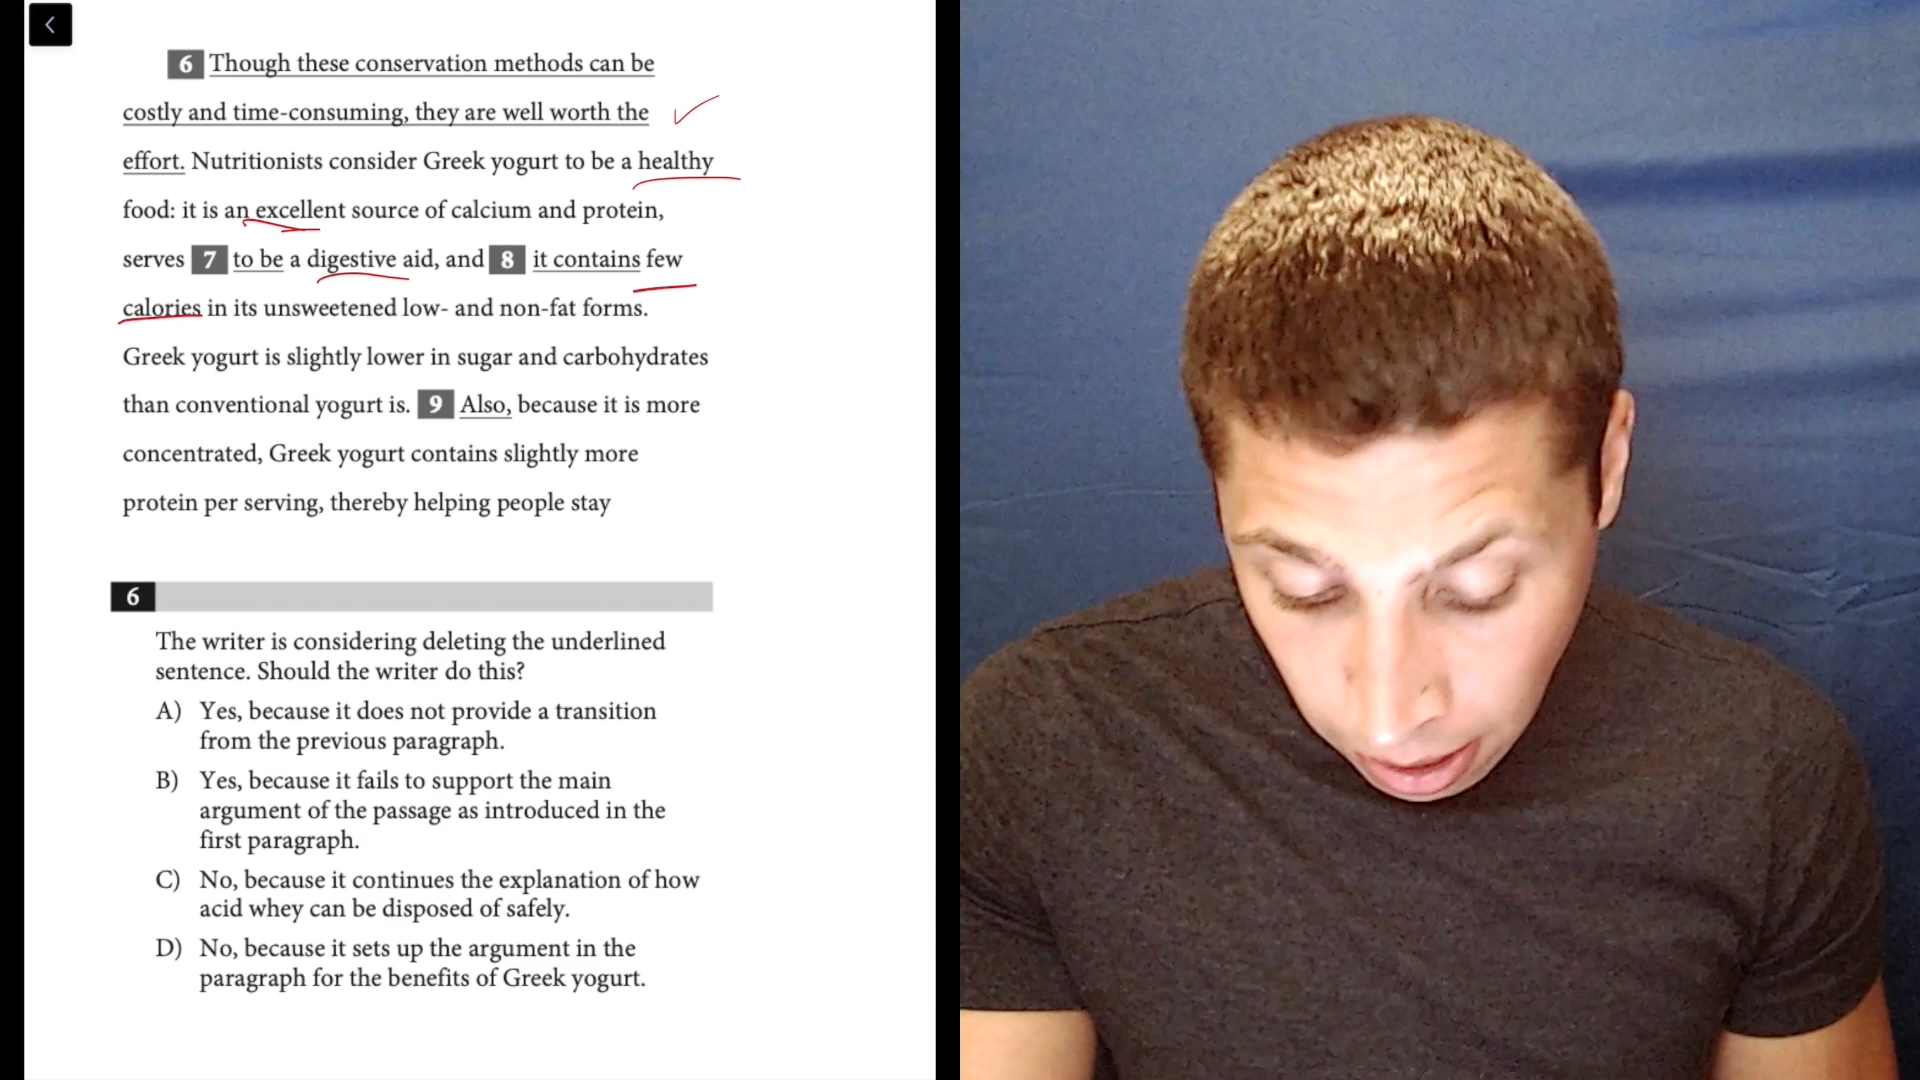 6 Though these conservation methods can be
costly and time-consuming, they are well worth the
effort. Nutritionists consider Greek yogurt to be a healthy
food: it is an excellent source of calcium and protein,
serves 7 to be a digestive aid, and 8 it contains few
calories in its unsweetened low- and non-fat forms.
Greek yogurt is slightly lower in sugar and carbohydrates
than conventional yogurt is. 9 Also, because it is more
concentrated, Greek yogurt contains slightly more
protein per serving, thereby helping people stay
6
The writer is considering deleting the underlined
sentence. Should the writer do this?
A) Yes, because it does not provide a transition
from the previous paragraph.
B) Yes, because it fails to support the main
argument of the passage as introduced in the
first paragraph.
C) No, because it continues the explanation of how
acid whey can be disposed of safely.
D) No, because it sets up the argument in the
paragraph for the benefits of Greek yogurt.